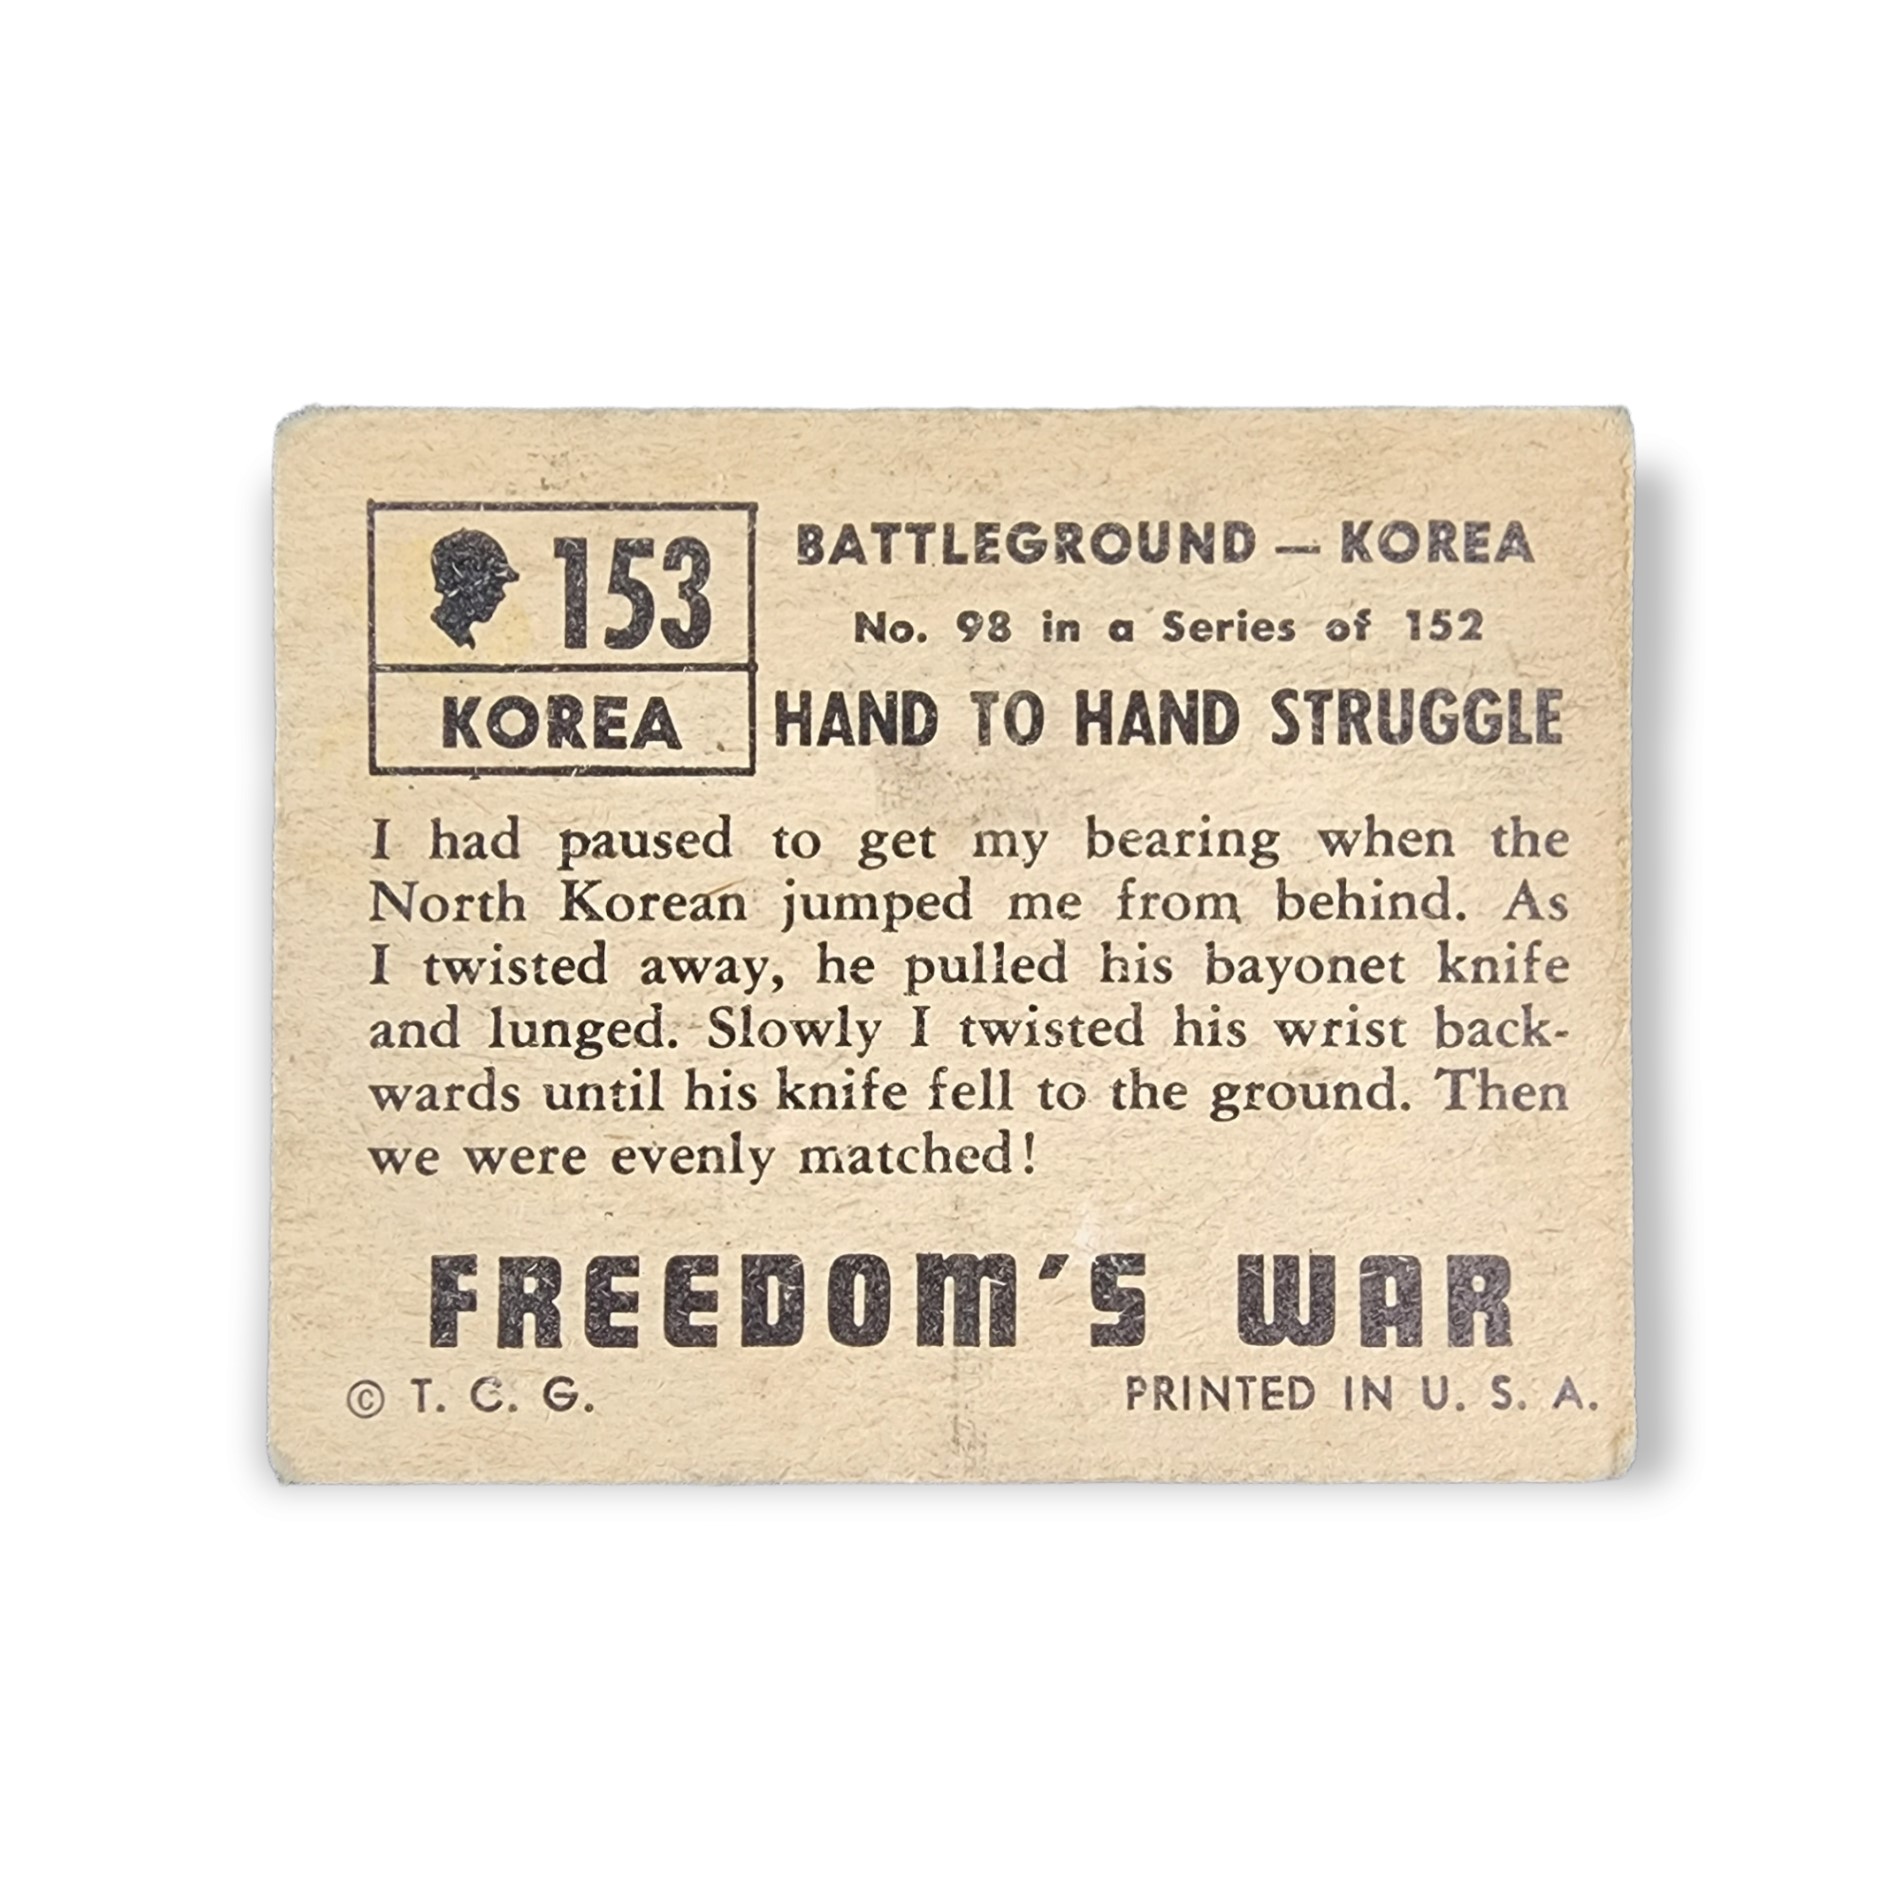 153
KOREA
BATTLEGROUND — KOREA
No. 98 in a Series of 152
HAND TO HAND STRUGGLE
I had paused to get my bearing when the
North Korean jumped me from behind. As
I twisted away, he pulled his bayonet knife
and lunged. Slowly I twisted his wrist back-
wards until his knife fell to the ground. Then
we were evenly matched!
FREEDOM'S WAR
© T. C. G.
PRINTED IN U. S. A.